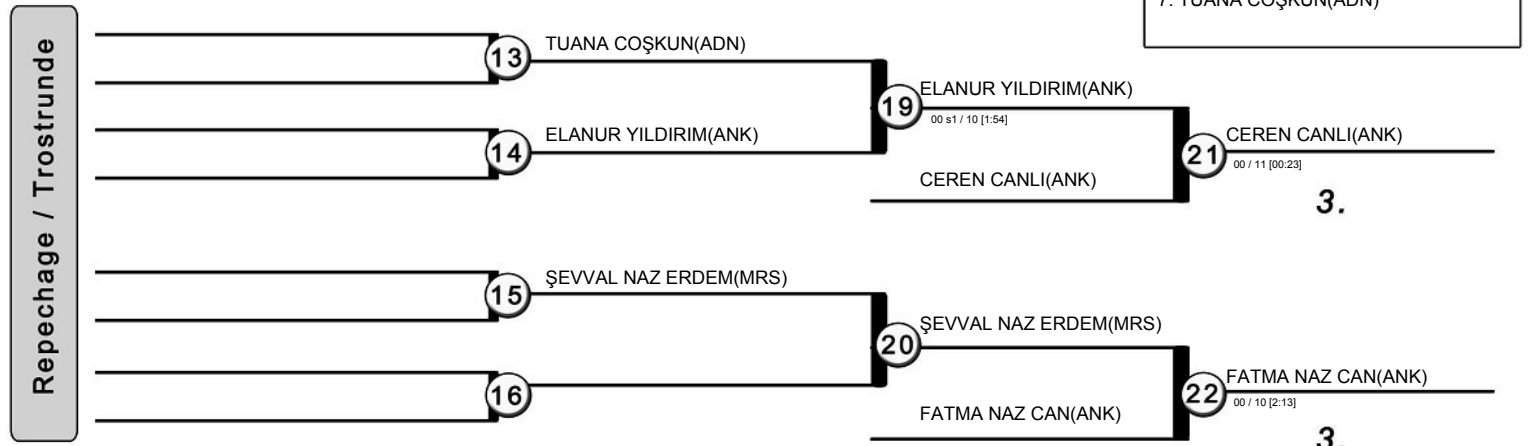 7. TUANA COŞKUN(ADN)
Repechage / Trostrunde
13
TUANA COŞKUN(ADN)
14
ELANUR YILDIRIM(ANK)
19
ELANUR YILDIRIM(ANK)
00 s1 / 10 [1:54]
CEREN CANLI(ANK)
21
CEREN CANLI(ANK)
00 / 11 [00:23]
3.
15
ŞEVVAL NAZ ERDEM(MRS)
16
20
ŞEVVAL NAZ ERDEM(MRS)
FATMA NAZ CAN(ANK)
22
FATMA NAZ CAN(ANK)
00 / 10 [2:13]
3.